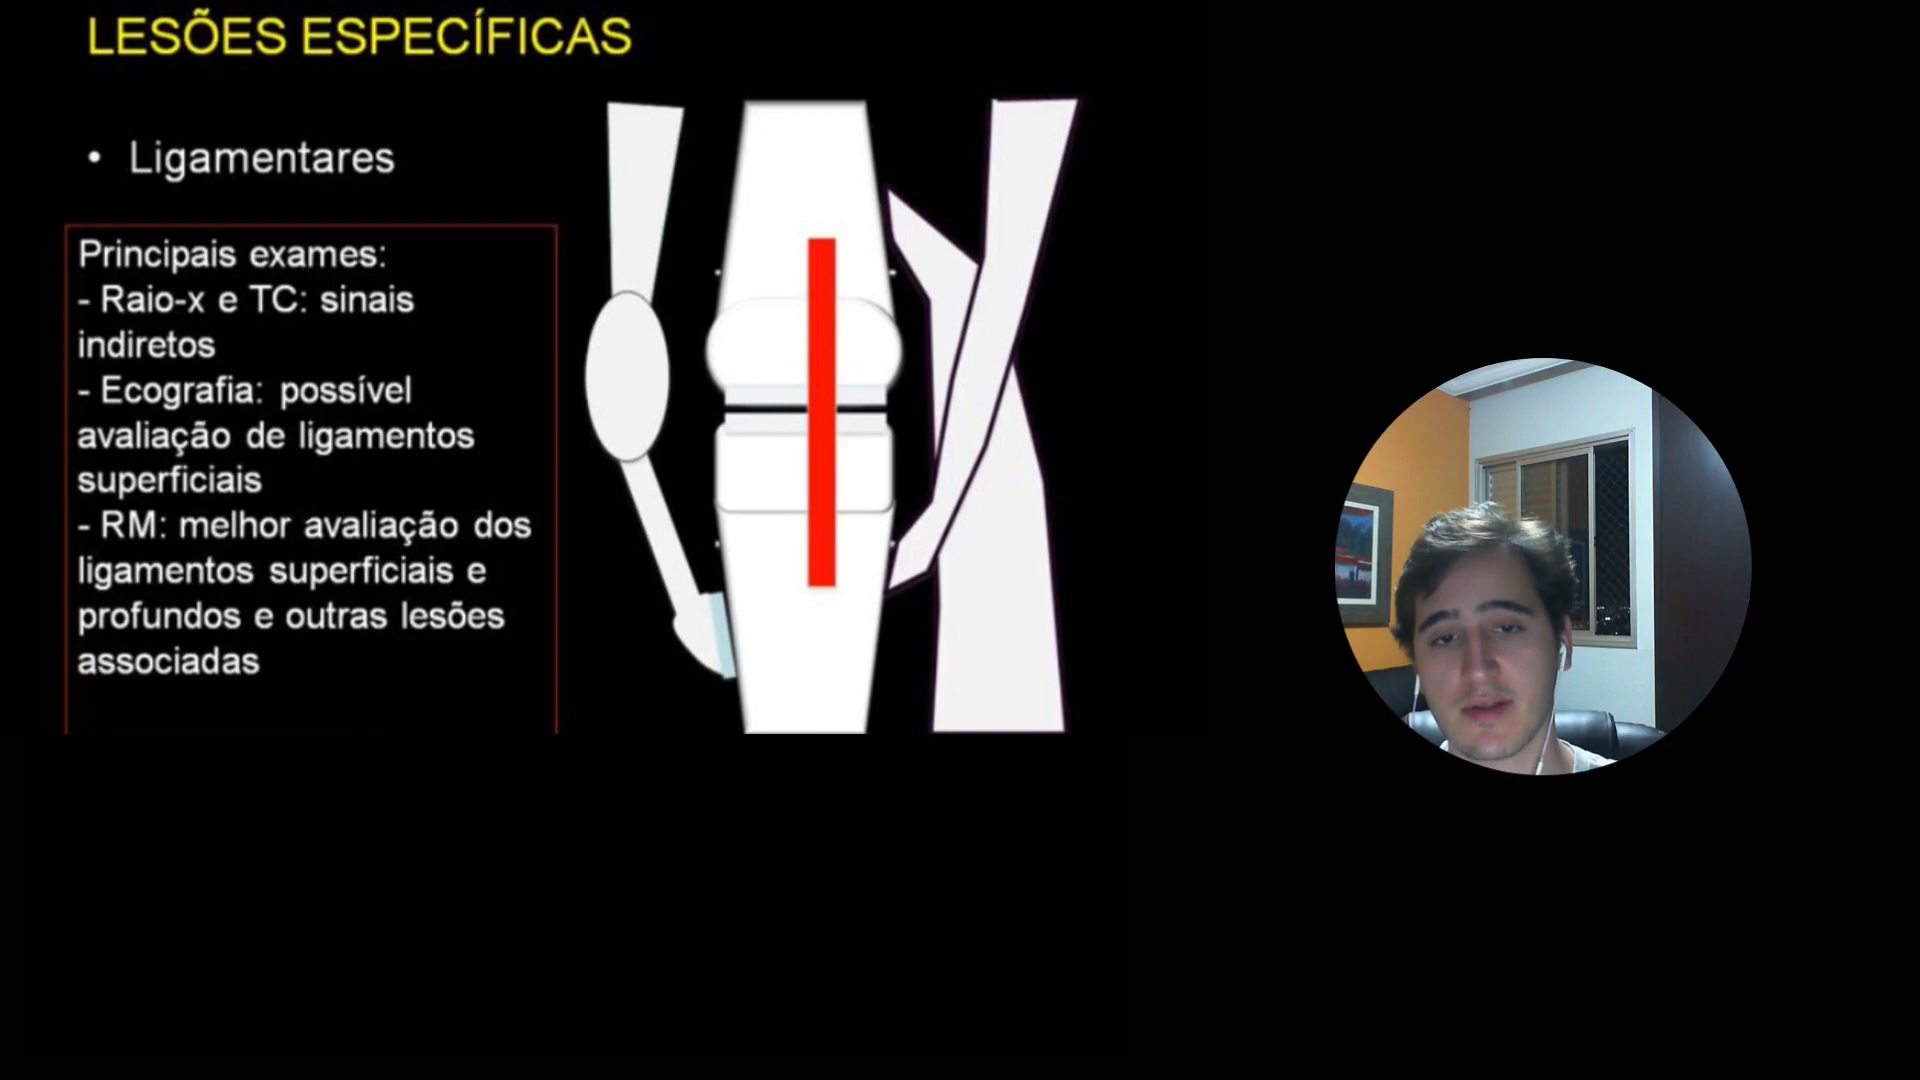 LESÕES ESPECÍFICAS
• Ligamentares
Principais exames:
- Raio-x e TC: sinais
indiretos
- Ecografia: possível
avaliação de ligamentos
superficiais
- RM: melhor avaliação dos
ligamentos superficiais e
profundos e outras lesões
associadas